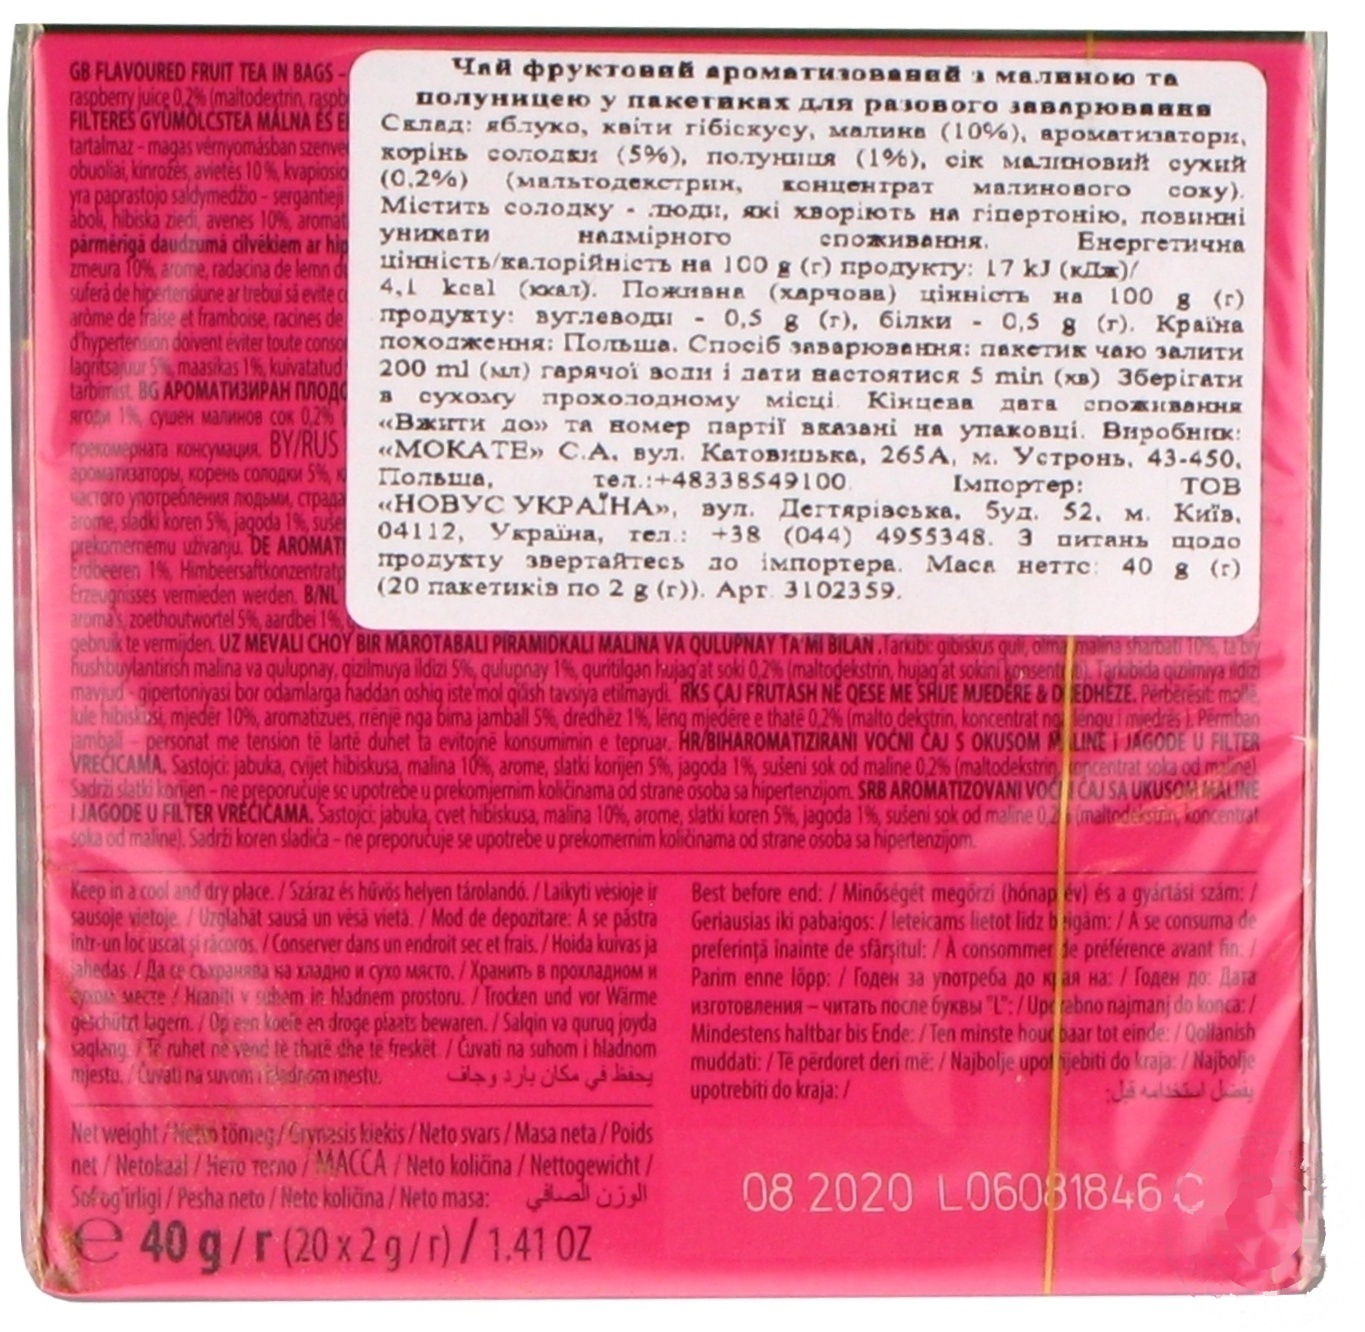 GB FLAVOURED FRUIT TEA IN BAGS –
raspberry juice 0,2% (maltodextrin, raspb
FILTERES GYÜMÖLCSTEA MÁLNA ÉS E
tartalmaz – magas vérnyomásban szenve
obuoliai, kinrožės, avietės 10 %, kvapiosio
yra paprastojo saldymedžio – sergantieji
āboli, hibiska ziedi, avenes 10%, aromat
pārmērīgā daudzumā cilvēkiem ar hip
zmeura 10%, arome, radacina de lemn d
suferă de hipertensiune ar trebui să evite c
arôme de fraise et framboise, racines de
d'hypertension doivent éviter toute conso
lagritsajuur 5%, maasikas 1%, kuivatatud
tarbimist. BG АРОМАТИЗИРАН ПЛОДО
ягоди 1%, сушен малинов сок 0,2%
прекомерната консумация. BY/RUS
ароматизаторы, корень солодки 5%, к
частого употребления людьми, страда
arome, sladki koren 5%, jagoda 1%, suše
prekomernemu uživanju. DE AROMATI
Erdbeeren 1%, Himbeersaftkonzentratp
Erzeugnisses vermieden werden. B/NL
aroma's, zoethoutwortel 5%, aardbei 1%,
Чай фруктовий ароматизований з малиною та
полуницею у пакетиках для разового заварювання
Склад: яблуко, квіти гібіскусу, малина (10%), ароматизатори,
корінь солодки (5%), полуниця (1%), сік малиновий сухий
(0,2%) (мальтодекстрин, концентрат малинового соку).
Містить солодку - люди, які хворіють на гіпертонію, повинні
уникати надмірного споживання. Енергетична
цінність/калорійність на 100 g (г) продукту: 17 kJ (кДж)/
4,1 kcal (ккал). Поживна (харчова) цінність на 100 g (г)
продукту: вуглеводи - 0,5 g (г), білки - 0,5 g (г). Країна
походження: Польша. Спосіб заварювання: пакетик чаю залити
200 ml (мл) гарячої води і дати настоятися 5 min (хв) Зберігати
в сухому прохолодному місці. Кінцева дата споживання
«Вжити до» та номер партії вказані на упаковці. Виробник:
«МОКАТЕ» С.А, вул. Катовицька, 265А, м. Устронь, 43-450,
Польша, тел.:+48338549100. Імпортер: ТОВ
«НОВУС УКРАЇНА», вул. Дегтярівська, буд. 52, м. Київ,
04112, Україна, тел.: +38 (044) 4955348. З питань щодо
продукту звертайтесь до імпортера. Маса нетто: 40 g (г)
(20 пакетиків по 2 g (г)). Арт. 3102359.
gebruik te vermijden. UZ MEVALI CHOY BIR MAROTABALI PIRAMIDKALI MALINA VA QULUPNAY TA'MI BILAN .Tarkibi: gibiskus guli, olma, malina sharbati 10%, ta'b
hushbuylantirish malina va qulupnay, qizilmuya ildizi 5%, qulupnay 1%, quritilgan hujag'at soki 0,2% (maltodekstrin, hujag'at sokini konsentrati). Tarkibida qizilmiya ildizi
mavjud - gipertoniyasi bor odamlarga haddan oshiq iste'mol qilish tavsiya etilmaydi. RKS ÇAJ FRUTASH NË QESE ME SHIJE MJEDËRE & DREDHËZE. Përbërësit: mollë,
lule hibiskusi, mjedër 10%, aromatizues, rrënjë nga bima jamball 5%, dredhëz 1%, lëng mjedëre e thatë 0,2% (malto dekstrin, koncentrat nga lengu i mjedrës ). Përmban
jamball – personat me tension të lartë duhet ta evitojnë konsumimin e tepruar. HR/BIHAROMATIZIRANI VOĆNI ČAJ S OKUSOM MALINE I JAGODE U FILTER
VREĆICAMA. Sastojci: jabuka, cvijet hibiskusa, malina 10%, arome, slatki korijen 5%, jagoda 1%, sušeni sok od maline 0,2% (maltodekstrin, koncentrat soka od maline).
Sadrži slatki korijen – ne preporučuje se upotrebe u prekomjernim količinama od strane osoba sa hipertenzijom. SRB AROMATIZOVANI VOĆNI ČAJ SA UKUSOM MALINE
I JAGODE U FILTER VREĆICAMA. Sastojci: jabuka, cvet hibiskusa, malina 10%, arome, slatki koren 5%, jagoda 1%, sušeni sok od maline 0,2% (maltodekstrin, koncentrat
soka od maline). Sadrži koren sladića – ne preporučuje se upotrebe u prekomernim količinama od strane osoba sa hipertenzijom.
Keep in a cool and dry place. / Száraz és hűvös helyen tárolandó. / Laikyti vėsioje ir
sausoje vietoje. / Uzglabāt sausā un vēsā vietā. / Mod de depozitare: A se păstra
într-un loc uscat și răcoros. / Conserver dans un endroit sec et frais. / Hoida kuivas ja
jahedas. / Да се съхранява на хладно и сухо място. / Хранить в прохладном и
сухом месте / Hraniti v suhem in hladnem prostoru. / Trocken und vor Wärme
geschützt lagern. / Op een koele en droge plaats bewaren. / Salqin va quruq joyda
saqlang. / Të ruhet në vend të thatë dhe të freskët. / Čuvati na suhom i hladnom
mjestu. / Čuvati na suvom i hladnom mestu. يحفظ في مكان بارد وجاف
Net weight / Nettó tömeg / Grynasis kiekis / Neto svars / Masa neta / Poids
net / Netokaal / Нето тегло / МАССА / Neto količina / Nettogewicht /
Sof og'irligi / Pesha neto / Neto količina / Neto masa: الوزن الصافي
℮ 40 g / г (20 x 2 g / г) / 1.41 OZ
Best before end: / Minőségét megőrzi (hónap, év) és a gyártási szám: /
Geriausias iki pabaigos: / Ieteicams lietot līdz beigām: / A se consuma de
preferință înainte de sfârșitul: / À consommer de préférence avant fin. /
Parim enne lõpp: / Годен за употреба до края на: / Годен до: Дата
изготовления – читать после буквы "L": / Uporabno najmanj do konca: /
Mindestens haltbar bis Ende: / Ten minste houdbaar tot einde: / Qollanish
muddati: / Të përdoret deri më: / Najbolje upotrijebiti do kraja: / Najbolje
upotrebiti do kraja: / يفضل استخدامه قبل:
08 2020 L06081846 C